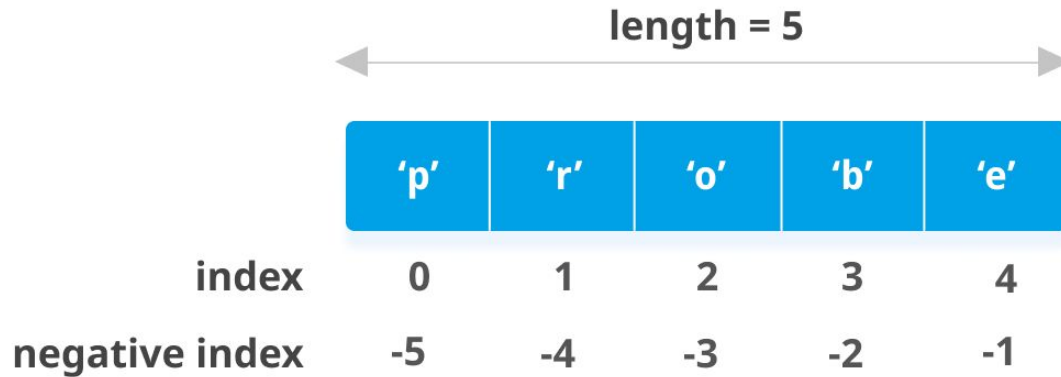 length = 5
‘p’ ‘r’ ‘o’ ‘b’ ‘e’
index 0 1 2 3 4
negative index -5 -4 -3 -2 -1